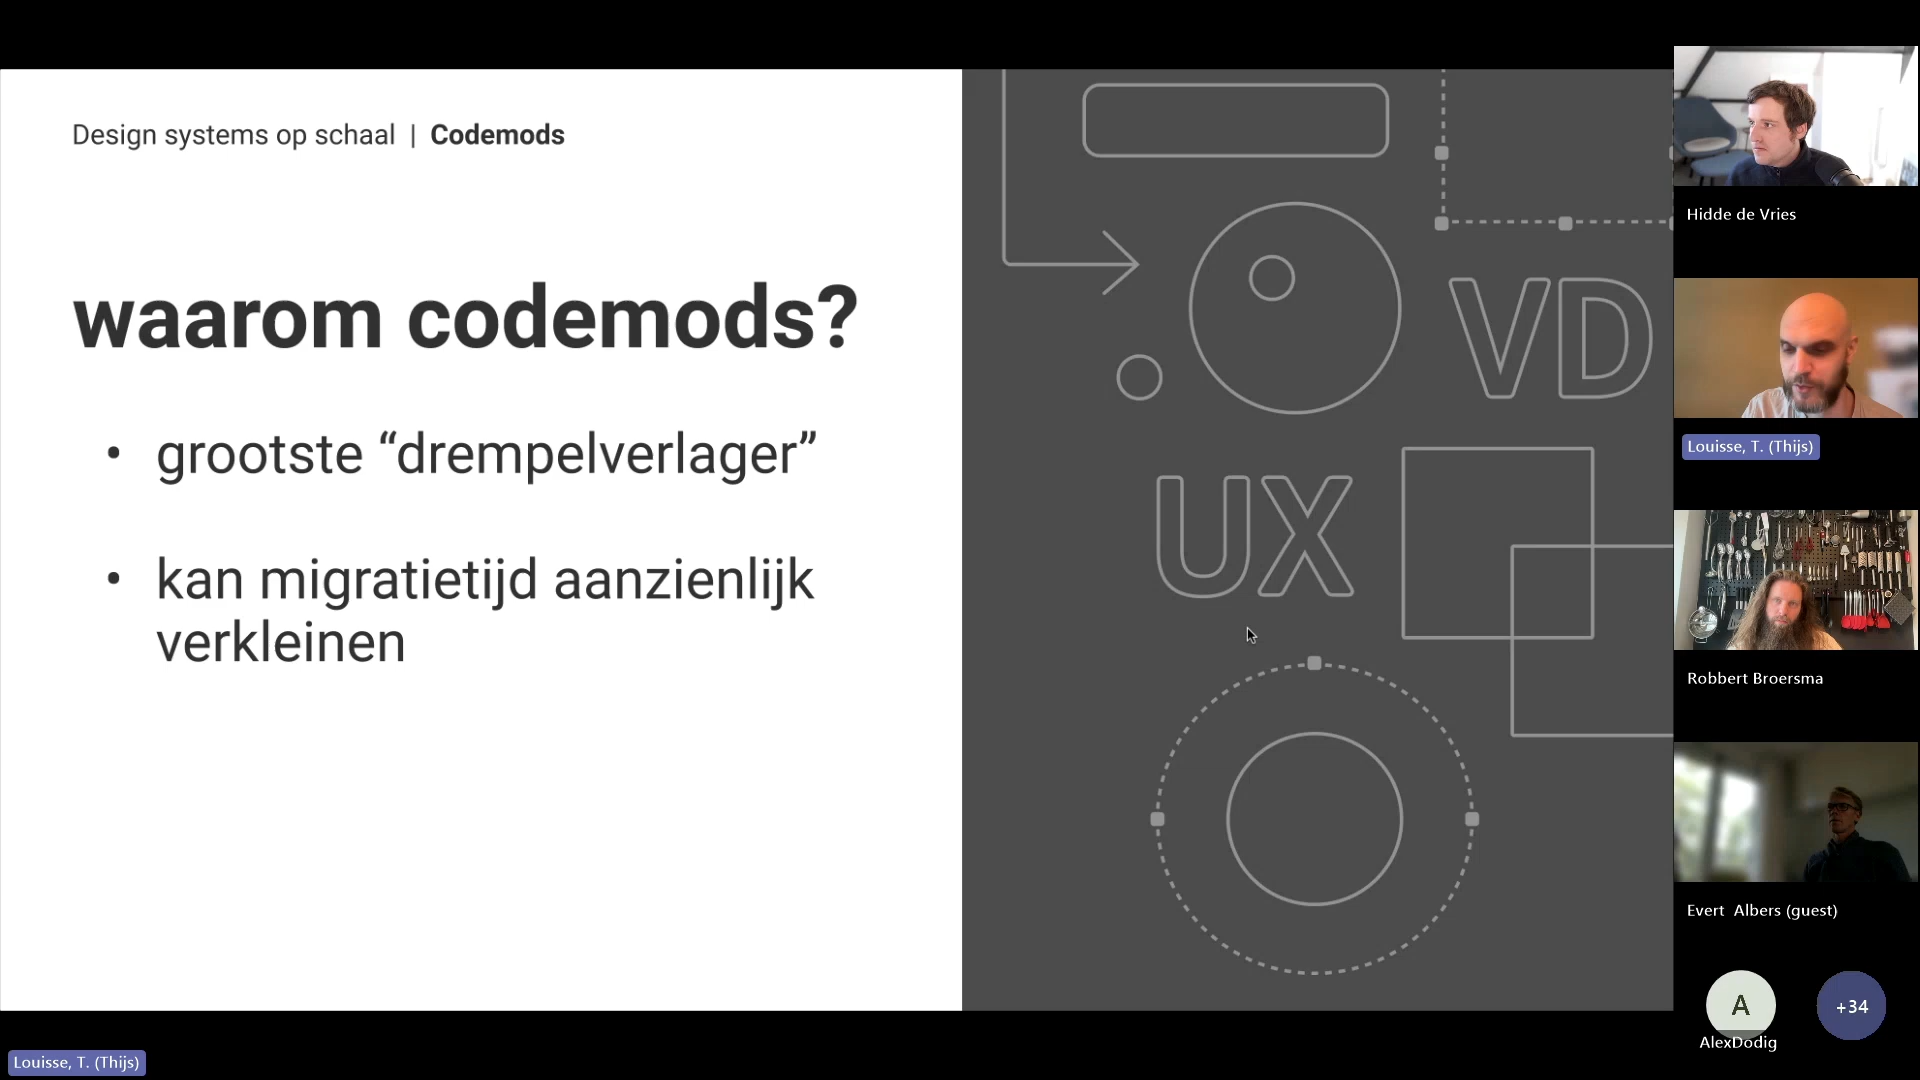 Design systems op schaal | Codemods
waarom codemods?
• grootste “drempelverlager”
• kan migratietijd aanzienlijk
verkleinen
VD
UX
Hidde de Vries
Louisse, T. (Thijs)
Robbert Broersma
Evert Albers (guest)
A
AlexDodig
+34
Louisse, T. (Thijs)